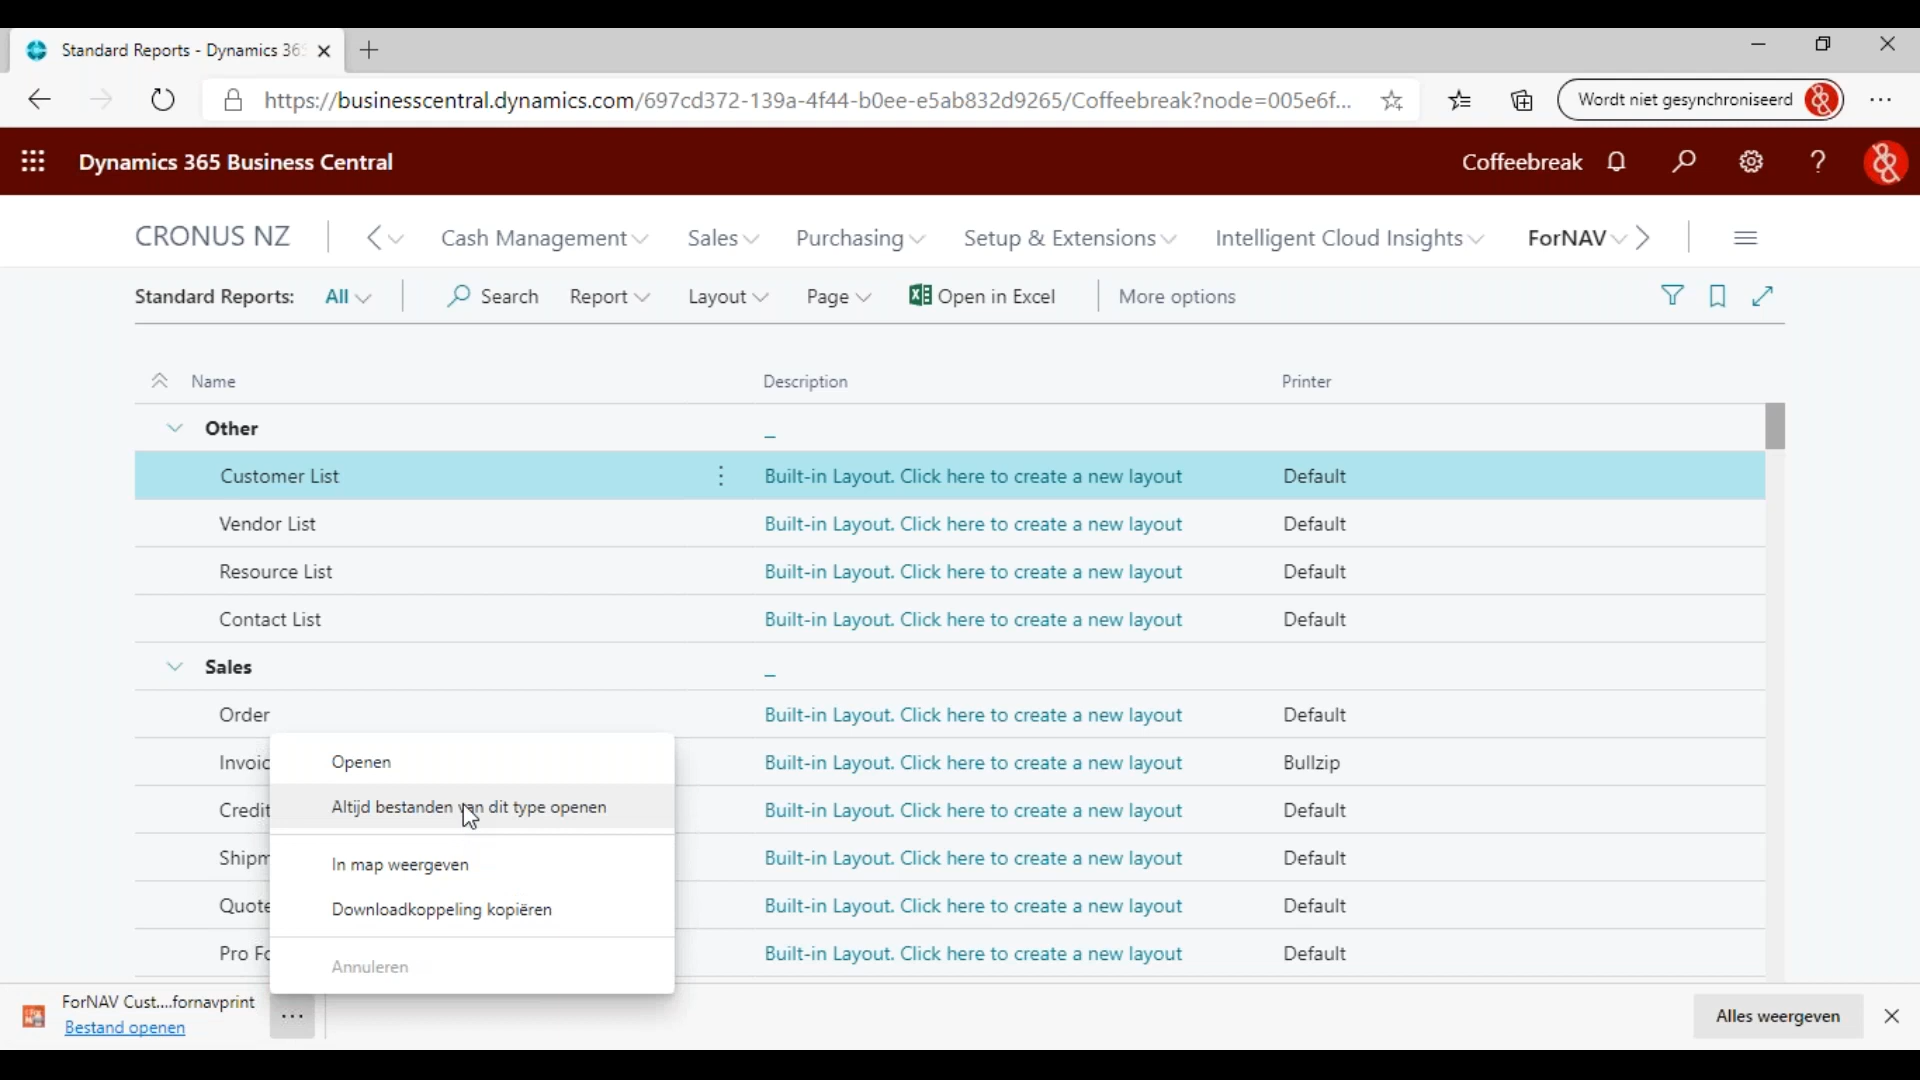 Standard Reports - Dynamics 365
https://businesscentral.dynamics.com/697cd372-139a-4f44-b0ee-e5ab832d9265/Coffeebreak?node=005e6f...
Wordt niet gesynchroniseerd
Dynamics 365 Business Central
Coffeebreak
CRONUS NZ
Cash Management
Sales
Purchasing
Setup & Extensions
Intelligent Cloud Insights
ForNAV
Standard Reports: All
Search
Report
Layout
Page
Open in Excel
More options
Name Description Printer
Other _
Customer List Built-in Layout. Click here to create a new layout Default
Vendor List Built-in Layout. Click here to create a new layout Default
Resource List Built-in Layout. Click here to create a new layout Default
Contact List Built-in Layout. Click here to create a new layout Default
Sales _
Order Built-in Layout. Click here to create a new layout Default
Invoic Built-in Layout. Click here to create a new layout Bullzip
Credit Built-in Layout. Click here to create a new layout Default
Shipm Built-in Layout. Click here to create a new layout Default
Quote Built-in Layout. Click here to create a new layout Default
Pro Fo Built-in Layout. Click here to create a new layout Default
Openen
Altijd bestanden van dit type openen
In map weergeven
Downloadkoppeling kopiëren
Annuleren
ForNAV Cust....fornavprint
Bestand openen
Alles weergeven